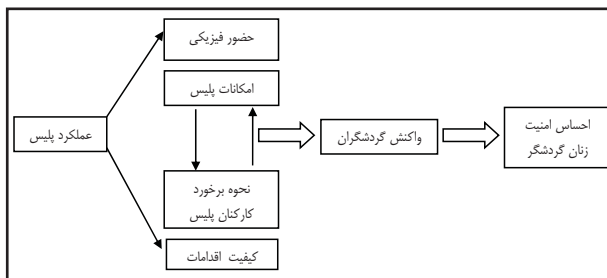 حضور فیزیکی
امکانات پلیس
عملکرد پلیس
نحوه برخورد
کارکنان پلیس
کیفیت اقدامات
واکنش گردشگران
احساس امنیت
زنان گردشگر